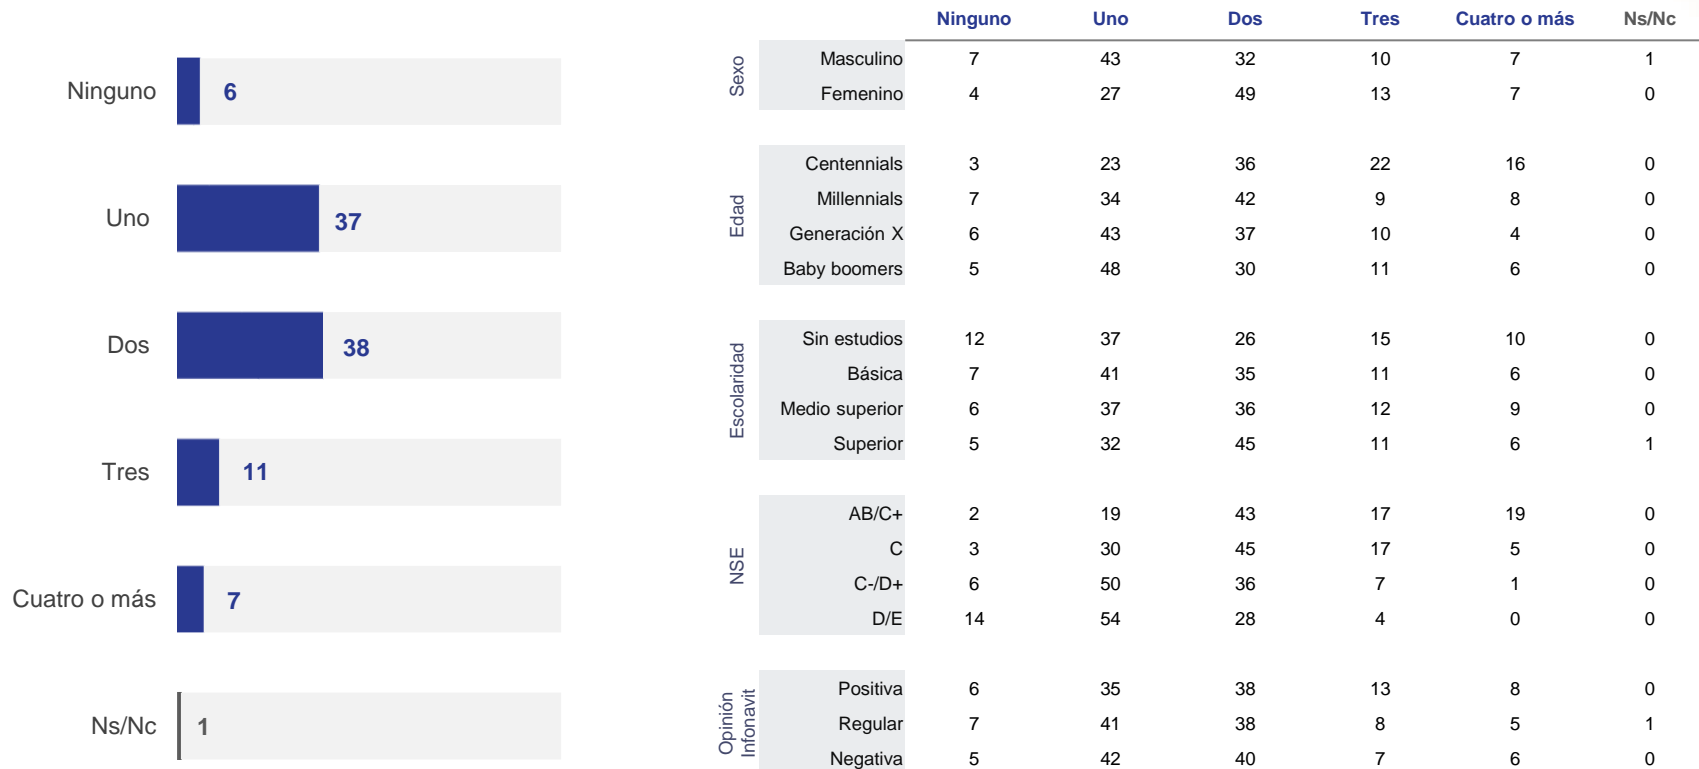 Ninguno 6
Uno 37
Dos 38
Tres 11
Cuatro o más 7
Ns/Nc 1
Ninguno Uno Dos Tres Cuatro o más Ns/Nc
Sexo
Masculino 7 43 32 10 7 1
Femenino 4 27 49 13 7 0
Edad
Centennials 3 23 36 22 16 0
Millennials 7 34 42 9 8 0
Generación X 6 43 37 10 4 0
Baby boomers 5 48 30 11 6 0
Escolaridad
Sin estudios 12 37 26 15 10 0
Básica 7 41 35 11 6 0
Medio superior 6 37 36 12 9 0
Superior 5 32 45 11 6 1
NSE
AB/C+ 2 19 43 17 19 0
C 3 30 45 17 5 0
C-/D+ 6 50 36 7 1 0
D/E 14 54 28 4 0 0
Opinión
Infonavit
Positiva 6 35 38 13 8 0
Regular 7 41 38 8 5 1
Negativa 5 42 40 7 6 0